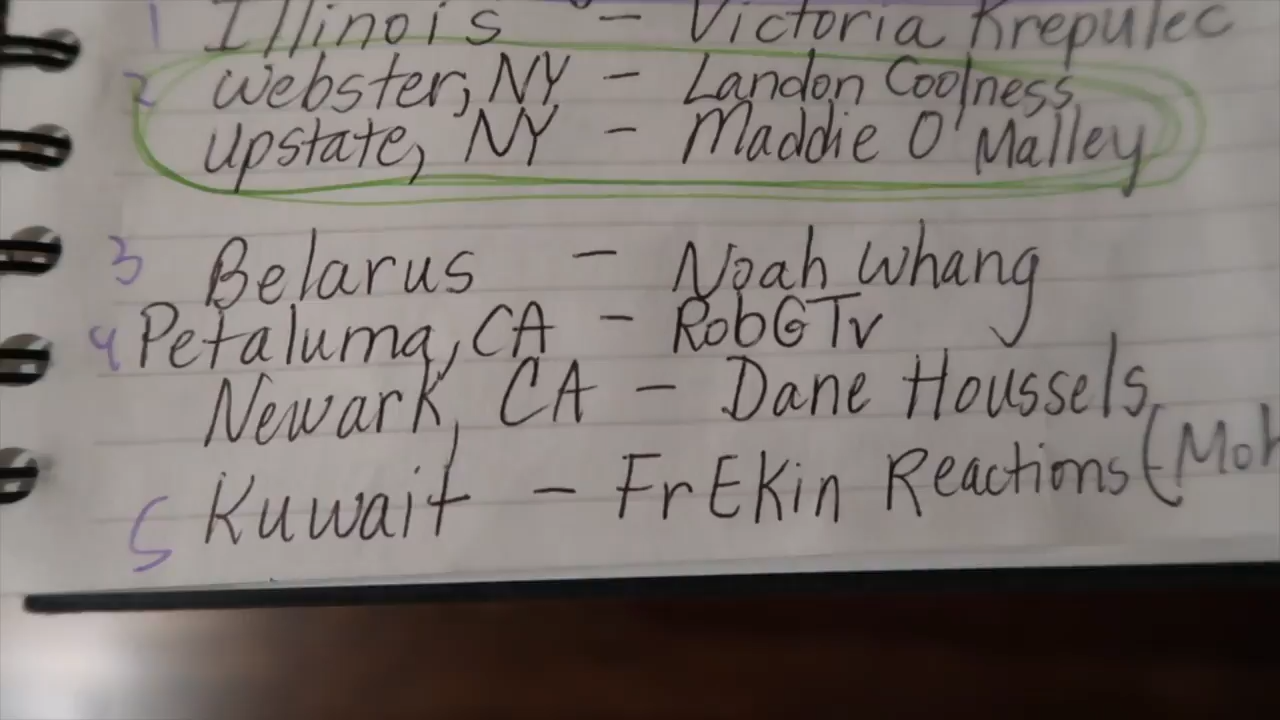 1 Illinois - Victoria Krepulec
2 Webster, NY - Landon Coolness
Upstate, NY - Maddie O'Malley
3 Belarus - Noah Whang
4 Petaluma, CA - RobGTv
Newark, CA - Dane Houssels
5 Kuwait - FrEKin Reactions (Moh